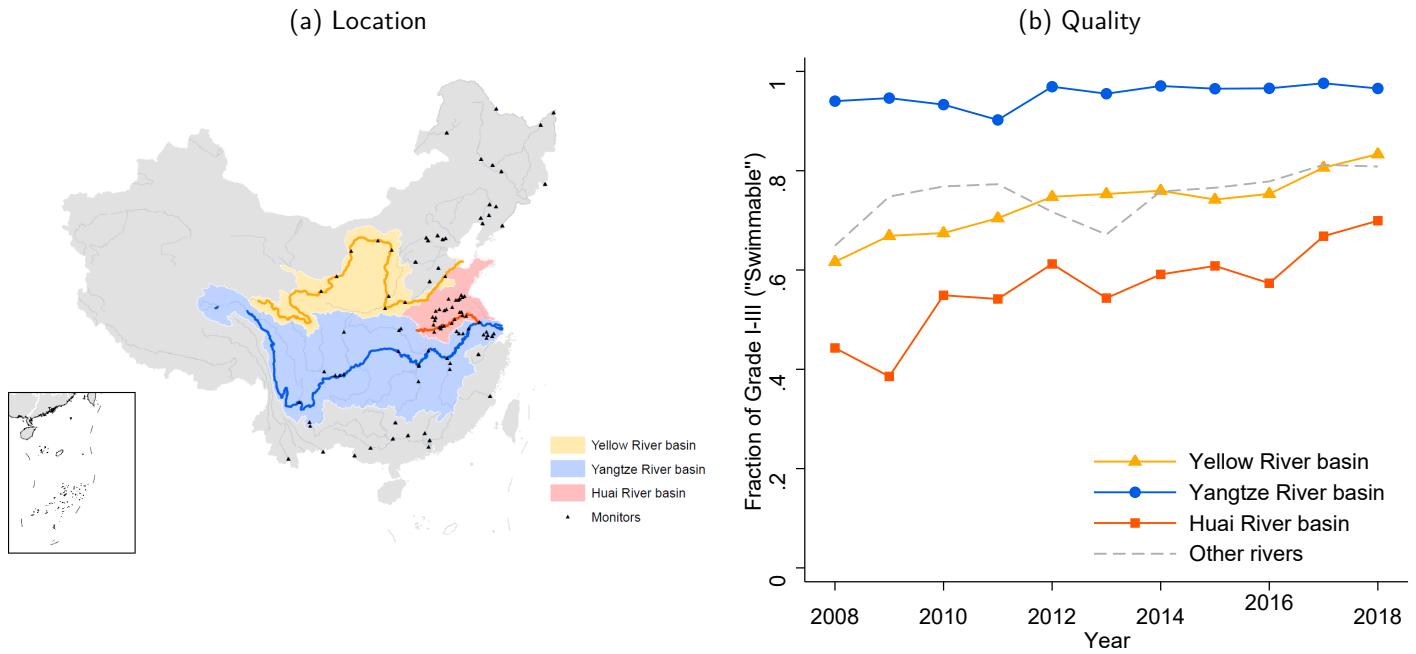 (a) Location
Yellow River basin
Yangtze River basin
Huai River basin
Monitors
(b) Quality
Fraction of Grade I-III ("Swimmable")
1
.8
.6
.4
.2
0
Yellow River basin
Yangtze River basin
Huai River basin
Other rivers
2008
2010
2012
2014
2016
2018
Year